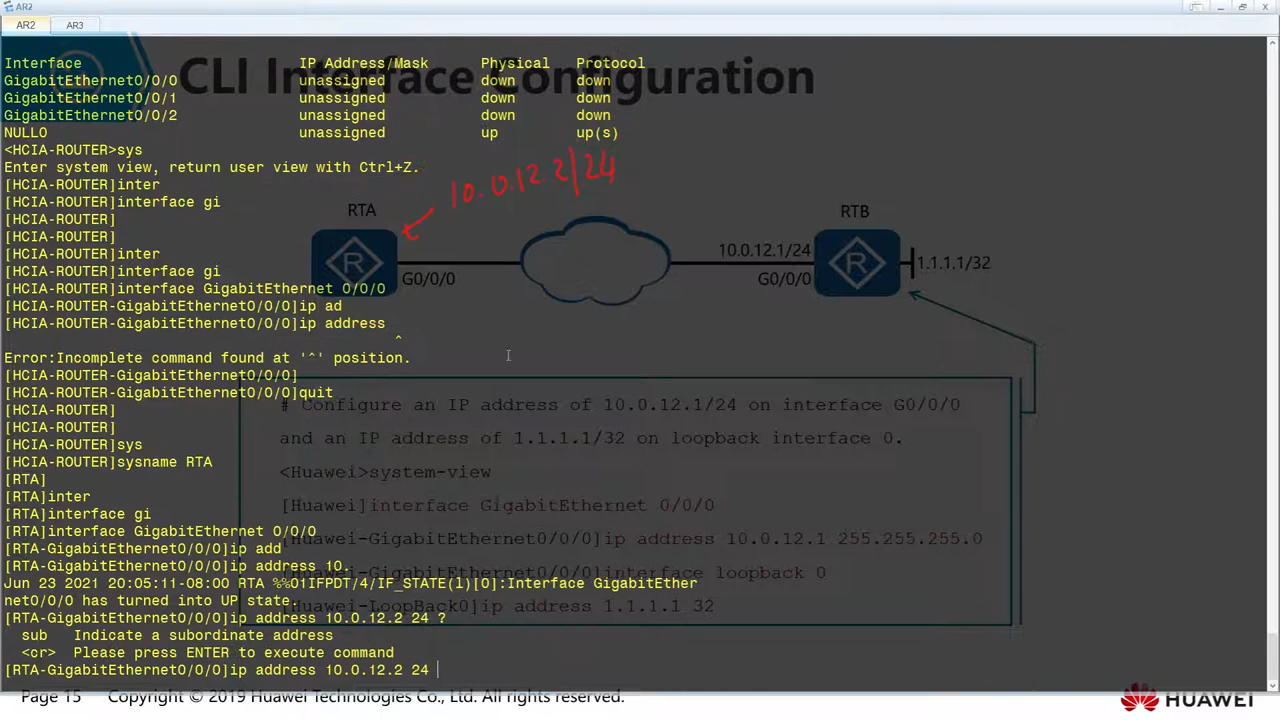 AR2
AR2 AR3
CLI Interface Configuration
Interface IP Address/Mask Physical Protocol
GigabitEthernet0/0/0 unassigned down down
GigabitEthernet0/0/1 unassigned down down
GigabitEthernet0/0/2 unassigned down down
NULL0 unassigned up up(s)
<HCIA-ROUTER>sys
Enter system view, return user view with Ctrl+Z.
[HCIA-ROUTER]inter
[HCIA-ROUTER]interface gi
[HCIA-ROUTER]
[HCIA-ROUTER]
[HCIA-ROUTER]inter
[HCIA-ROUTER]interface gi
[HCIA-ROUTER]interface GigabitEthernet 0/0/0
[HCIA-ROUTER-GigabitEthernet0/0/0]ip ad
[HCIA-ROUTER-GigabitEthernet0/0/0]ip address
^
Error:Incomplete command found at '^' position.
[HCIA-ROUTER-GigabitEthernet0/0/0]
[HCIA-ROUTER-GigabitEthernet0/0/0]quit
[HCIA-ROUTER]
[HCIA-ROUTER]
[HCIA-ROUTER]sys
[HCIA-ROUTER]sysname RTA
[RTA]
[RTA]inter
[RTA]interface gi
[RTA]interface GigabitEthernet 0/0/0
[RTA-GigabitEthernet0/0/0]ip add
[RTA-GigabitEthernet0/0/0]ip address 10.
Jun 23 2021 20:05:11-08:00 RTA %%01IFPDT/4/IF_STATE(l)[0]:Interface GigabitEther
net0/0/0 has turned into UP state.
[RTA-GigabitEthernet0/0/0]ip address 10.0.12.2 24 ?
sub Indicate a subordinate address
<cr> Please press ENTER to execute command
[RTA-GigabitEthernet0/0/0]ip address 10.0.12.2 24
10.0.12.2/24
RTA
R
G0/0/0
RTB
10.0.12.1/24
G0/0/0
R
1.1.1.1/32
# Configure an IP address of 10.0.12.1/24 on interface G0/0/0
and an IP address of 1.1.1.1/32 on loopback interface 0.
<Huawei>system-view
[Huawei]interface GigabitEthernet 0/0/0
[Huawei-GigabitEthernet0/0/0]ip address 10.0.12.1 255.255.255.0
[Huawei-GigabitEthernet0/0/0]interface loopback 0
[Huawei-LoopBack0]ip address 1.1.1.1 32
Page 15 Copyright © 2019 Huawei Technologies Co., Ltd. All rights reserved.
HUAWEI